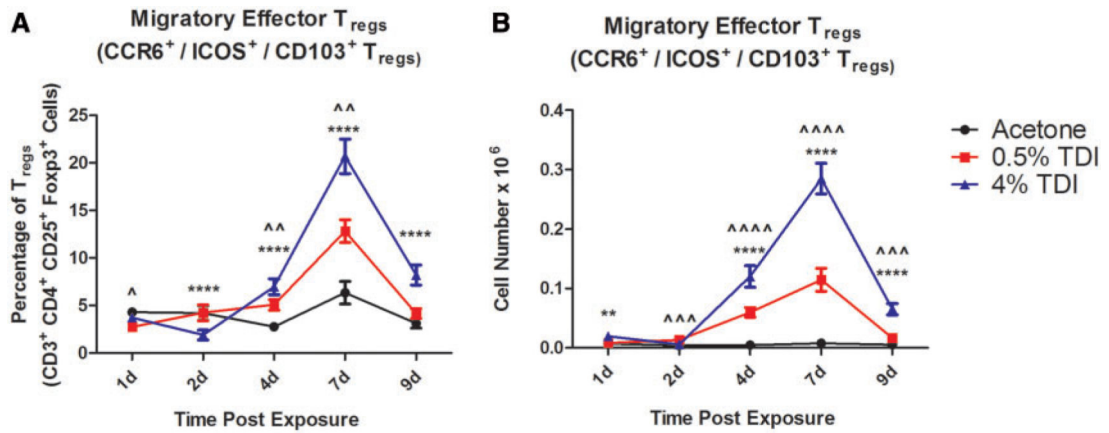 A
Migratory Effector Tregs
(CCR6+ / ICOS+ / CD103+ Tregs)
Percentage of Tregs
(CD3+ CD4+ CD25+ Foxp3+ Cells)
25
20
15
10
5
0
^
****
^^
****
^^
****
****
1d
2d
4d
7d
9d
Time Post Exposure
B
Migratory Effector Tregs
(CCR6+ / ICOS+ / CD103+ Tregs)
Cell Number x 10^6
0.4
0.3
0.2
0.1
0.0
**
^^^
^^^^
****
^^^^
****
^^^
****
1d
2d
4d
7d
9d
Time Post Exposure
Acetone
0.5% TDI
4% TDI